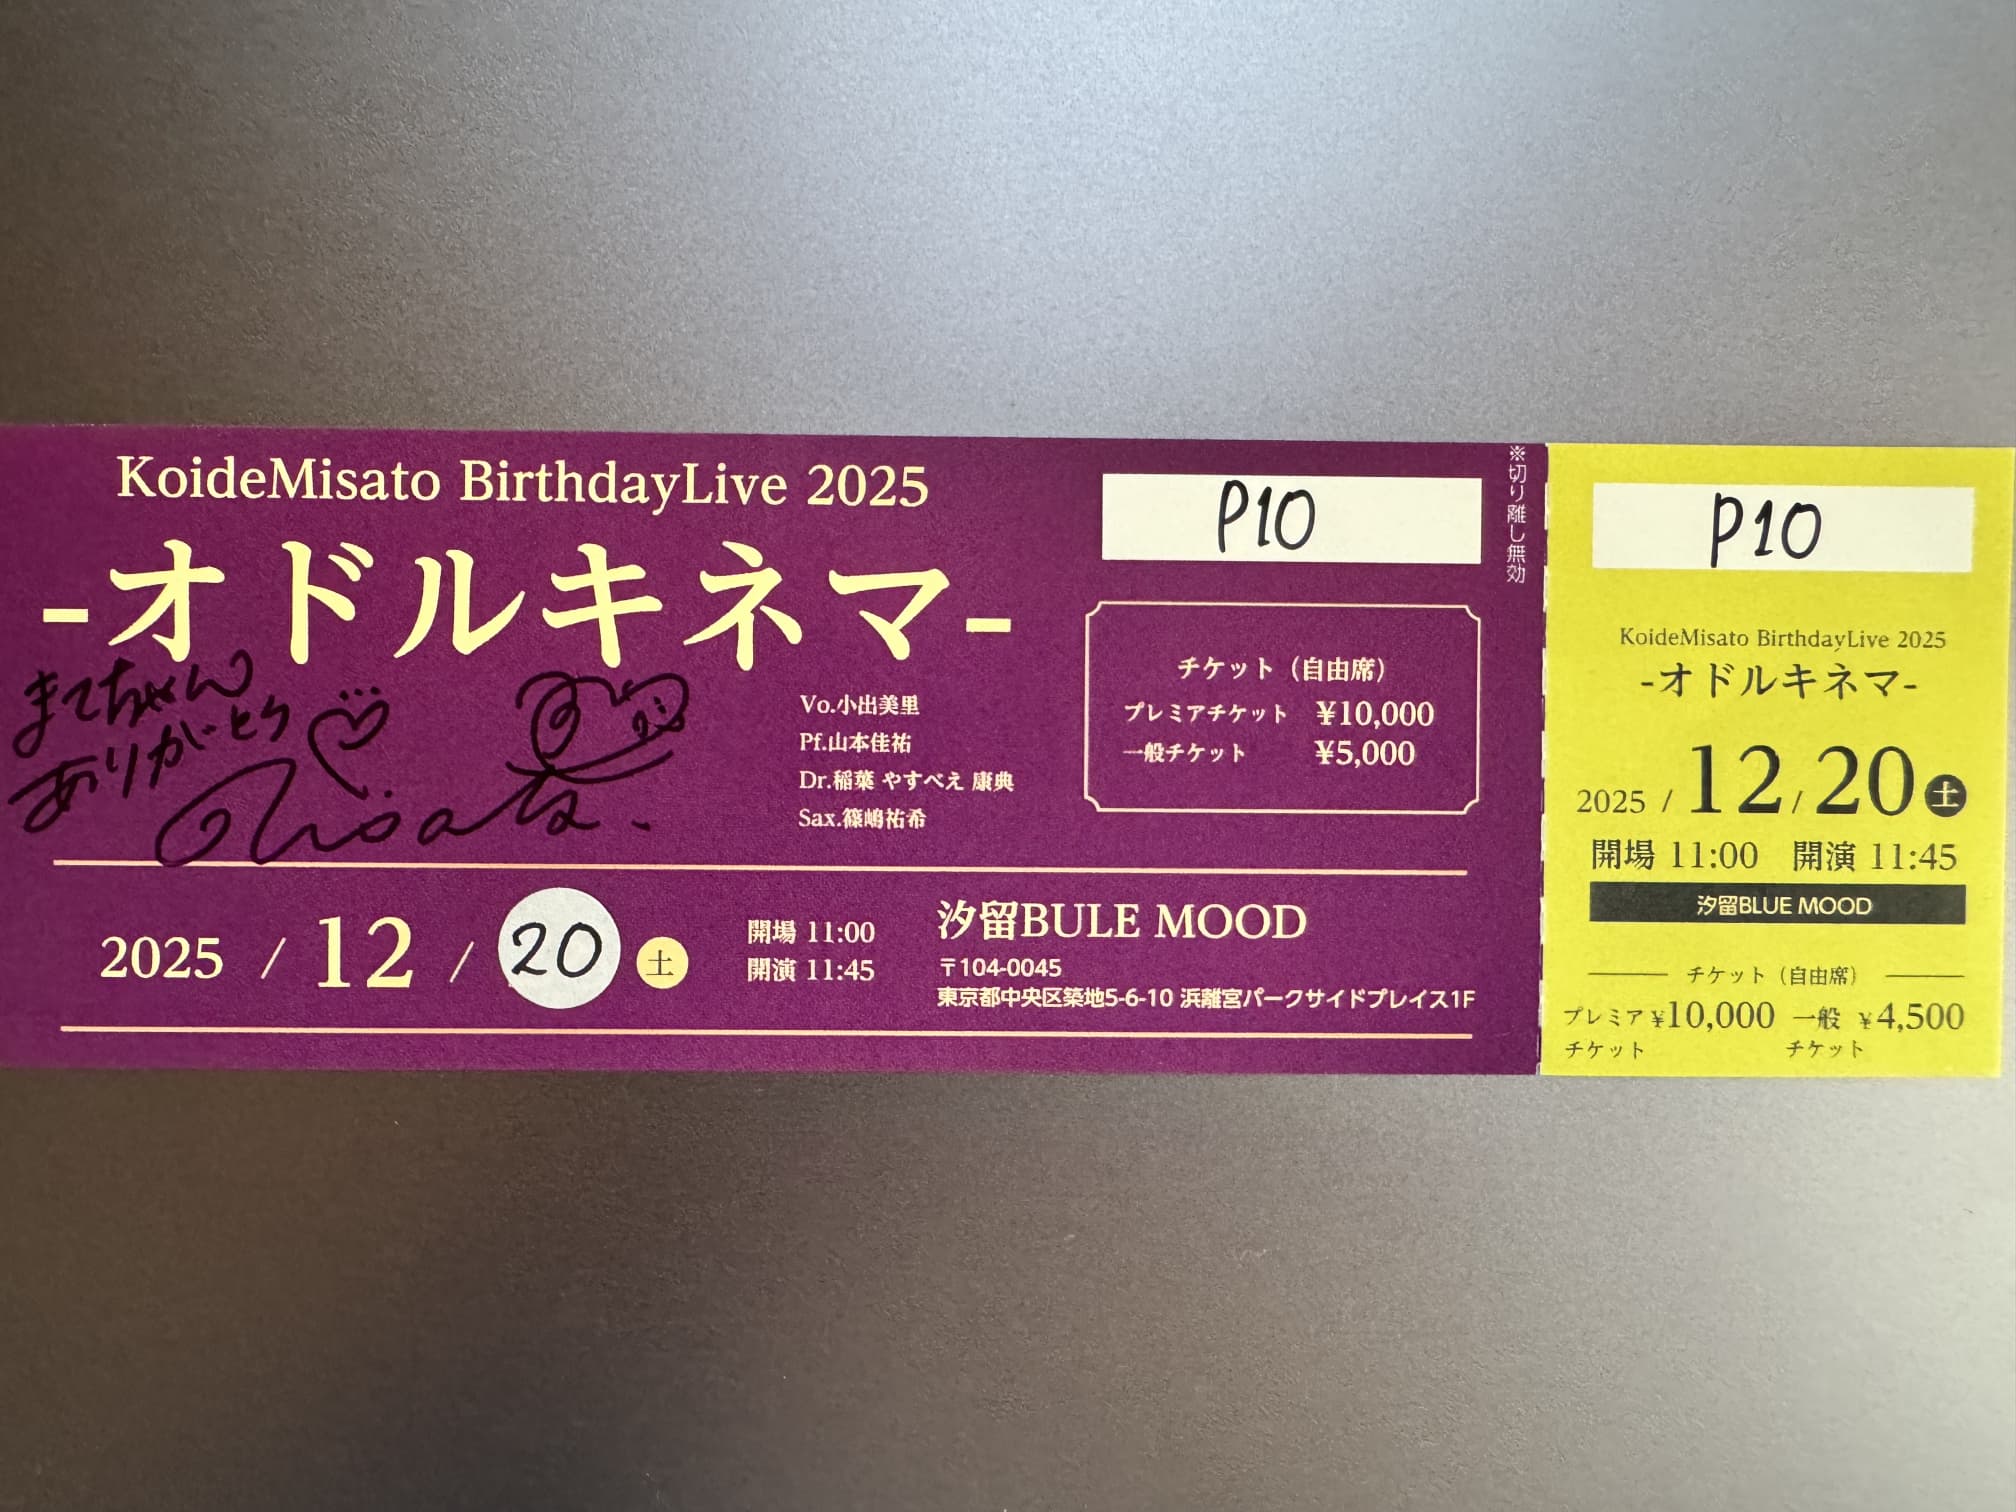 KoideMisato BirthdayLive 2025
-オドルキネマ-
まてちゃん
ありがとう
Misato
Vo.小出美里
Pf.山本佳祐
Dr.稲葉 やすべえ 康典
Sax.篠嶋祐希
P10
チケット（自由席）
プレミアチケット ¥10,000
一般チケット ¥5,000
※切り離し無効
2025 / 12 / 20 土
開場 11:00
開演 11:45
汐留BULE MOOD
〒104-0045
東京都中央区築地5-6-10 浜離宮パークサイドプレイス1F
P10
KoideMisato BirthdayLive 2025
-オドルキネマ-
2025 / 12 / 20 土
開場 11:00 開演 11:45
汐留BLUE MOOD
チケット（自由席）
プレミアチケット ¥10,000 一般チケット ¥4,500